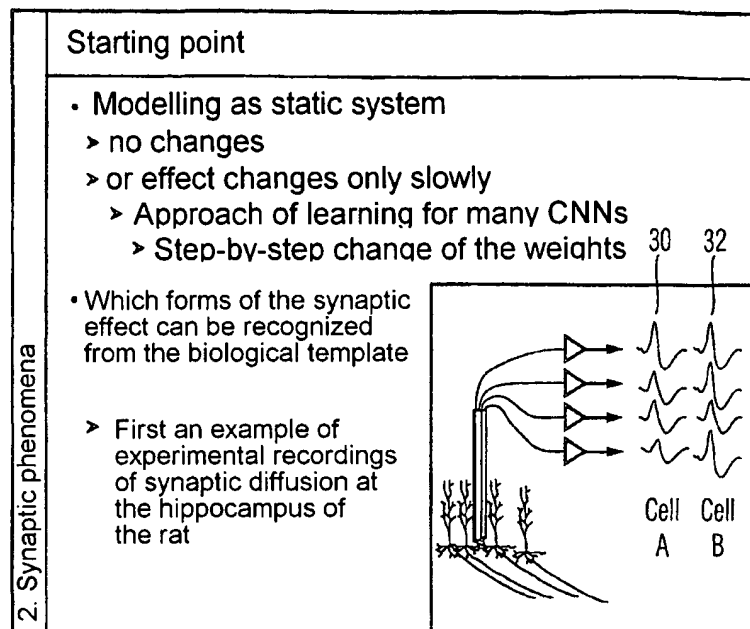 Starting point
· Modelling as static system
➤ no changes
➤ or effect changes only slowly
➤ Approach of learning for many CNNs
➤ Step-by-step change of the weights
• Which forms of the synaptic
effect can be recognized
from the biological template
➤ First an example of
experimental recordings
of synaptic diffusion at
the hippocampus of
the rat
30 32
Cell Cell
A B
2. Synaptic phenomena